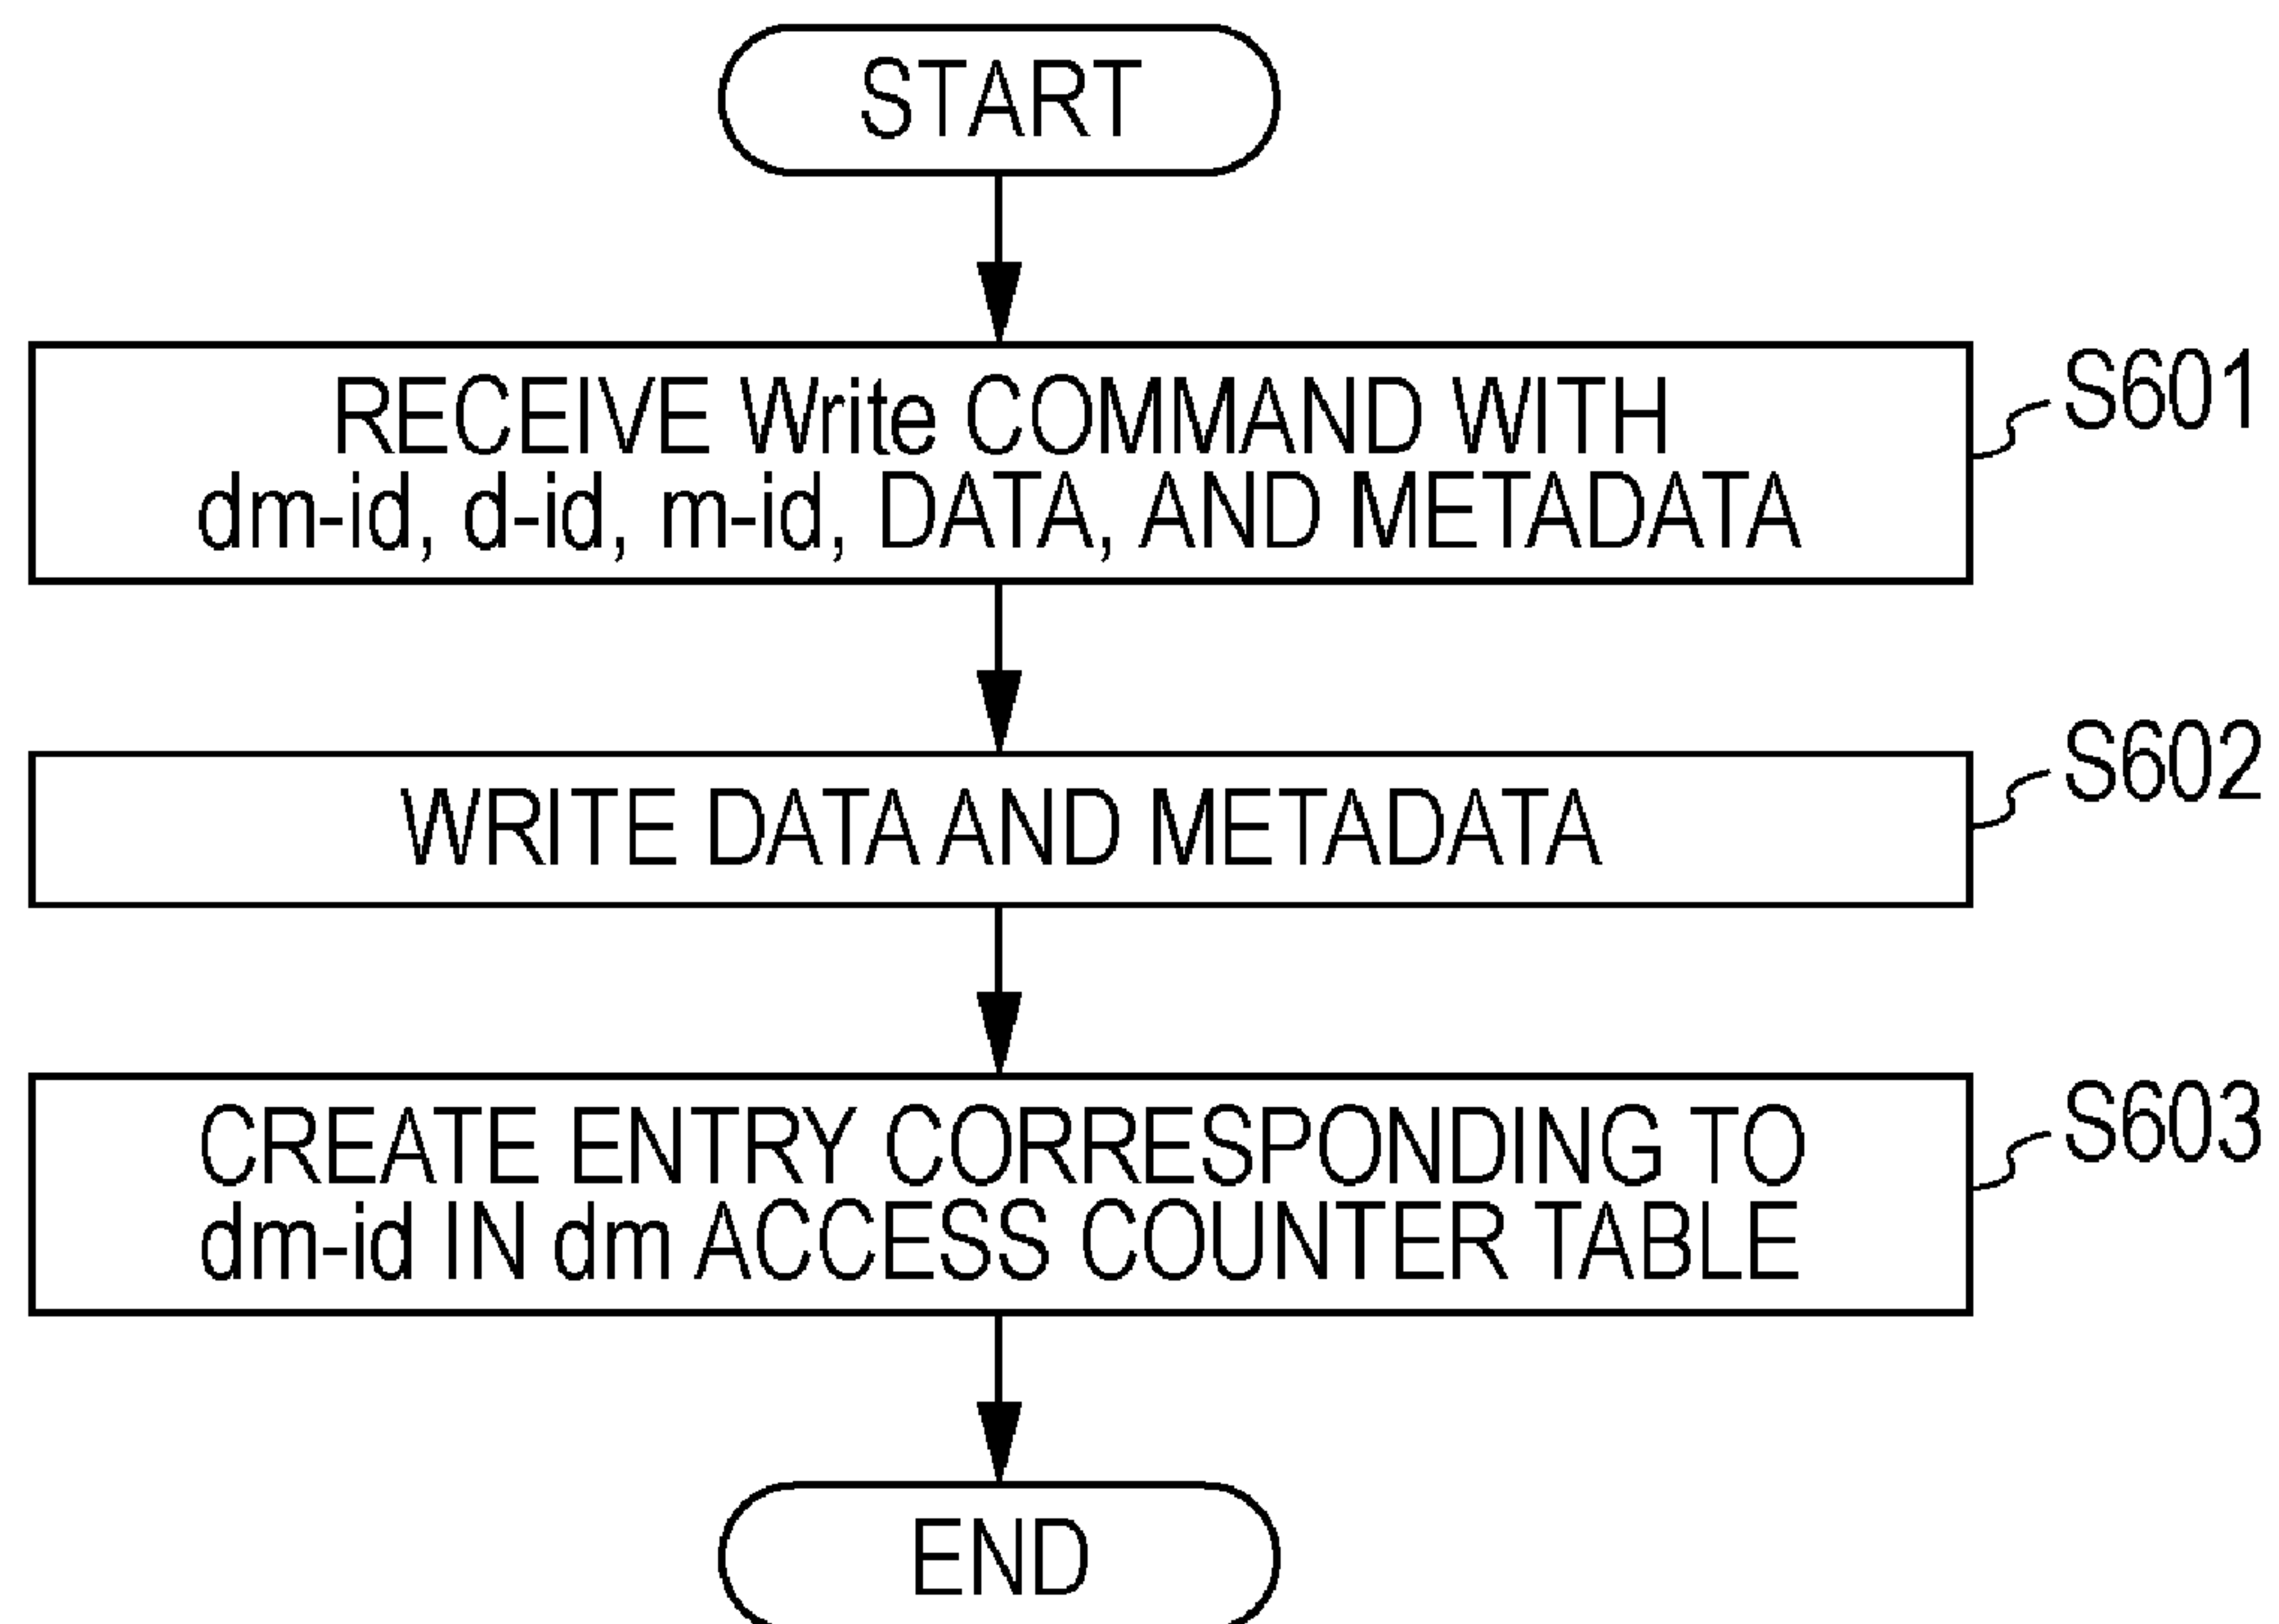 START
RECEIVE Write COMMAND WITH
dm-id, d-id, m-id, DATA, AND METADATA
S601
WRITE DATA AND METADATA
S602
CREATE ENTRY CORRESPONDING TO
dm-id IN dm ACCESS COUNTER TABLE
S603
END